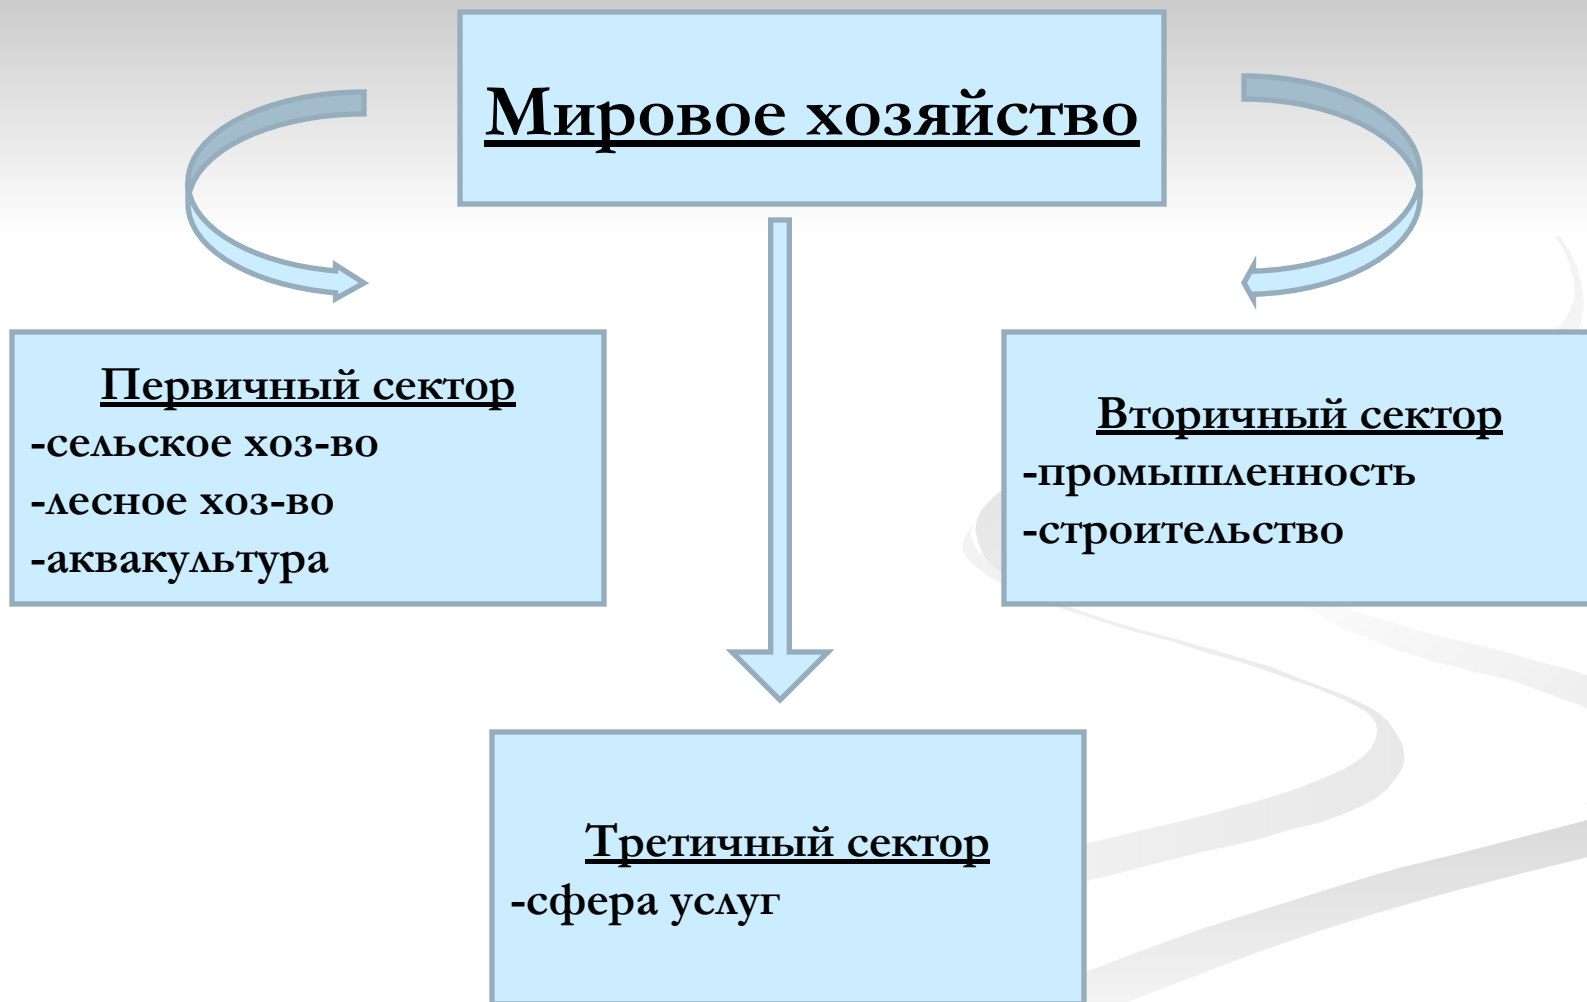 Мировое хозяйство
Первичный сектор
-сельское хоз-во
-лесное хоз-во
-аквакультура
Вторичный сектор
-промышленность
-строительство
Третичный сектор
-сфера услуг